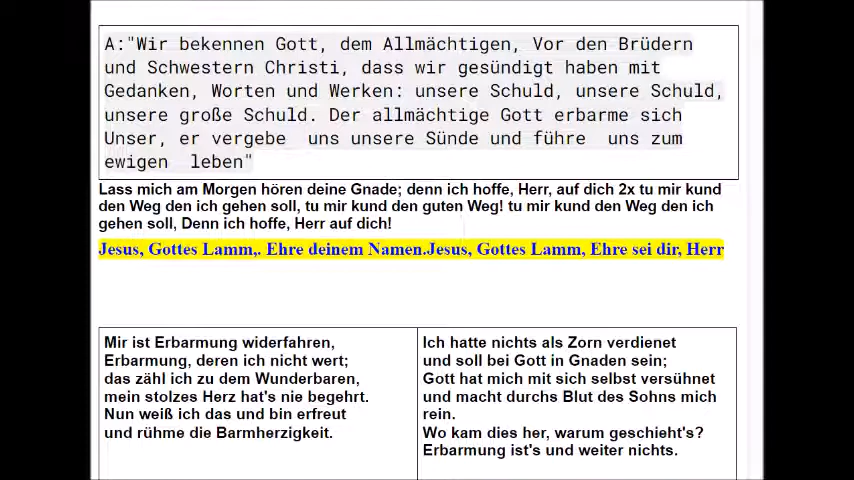 A:"Wir bekennen Gott, dem Allmächtigen, Vor den Brüdern
und Schwestern Christi, dass wir gesündigt haben mit
Gedanken, Worten und Werken: unsere Schuld, unsere Schuld,
unsere große Schuld. Der allmächtige Gott erbarme sich
Unser, er vergebe  uns unsere Sünde und führe  uns zum
ewigen  leben"
Lass mich am Morgen hören deine Gnade; denn ich hoffe, Herr, auf dich 2x tu mir kund
den Weg den ich gehen soll, tu mir kund den guten Weg! tu mir kund den Weg den ich
gehen soll, Denn ich hoffe, Herr auf dich!
Jesus, Gottes Lamm,. Ehre deinem Namen.Jesus, Gottes Lamm, Ehre sei dir, Herr
Mir ist Erbarmung widerfahren,
Erbarmung, deren ich nicht wert;
das zähl ich zu dem Wunderbaren,
mein stolzes Herz hat's nie begehrt.
Nun weiß ich das und bin erfreut
und rühme die Barmherzigkeit.
Ich hatte nichts als Zorn verdienet
und soll bei Gott in Gnaden sein;
Gott hat mich mit sich selbst versühnet
und macht durchs Blut des Sohns mich
rein.
Wo kam dies her, warum geschieht's?
Erbarmung ist's und weiter nichts.